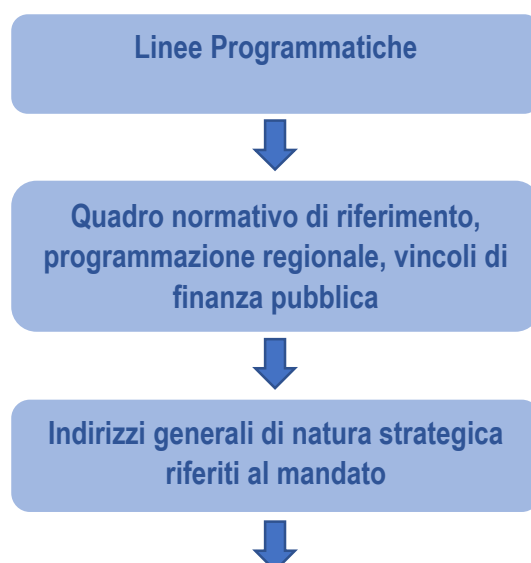 Linee Programmatiche
Quadro normativo di riferimento,
programmazione regionale, vincoli di
finanza pubblica
Indirizzi generali di natura strategica
riferiti al mandato